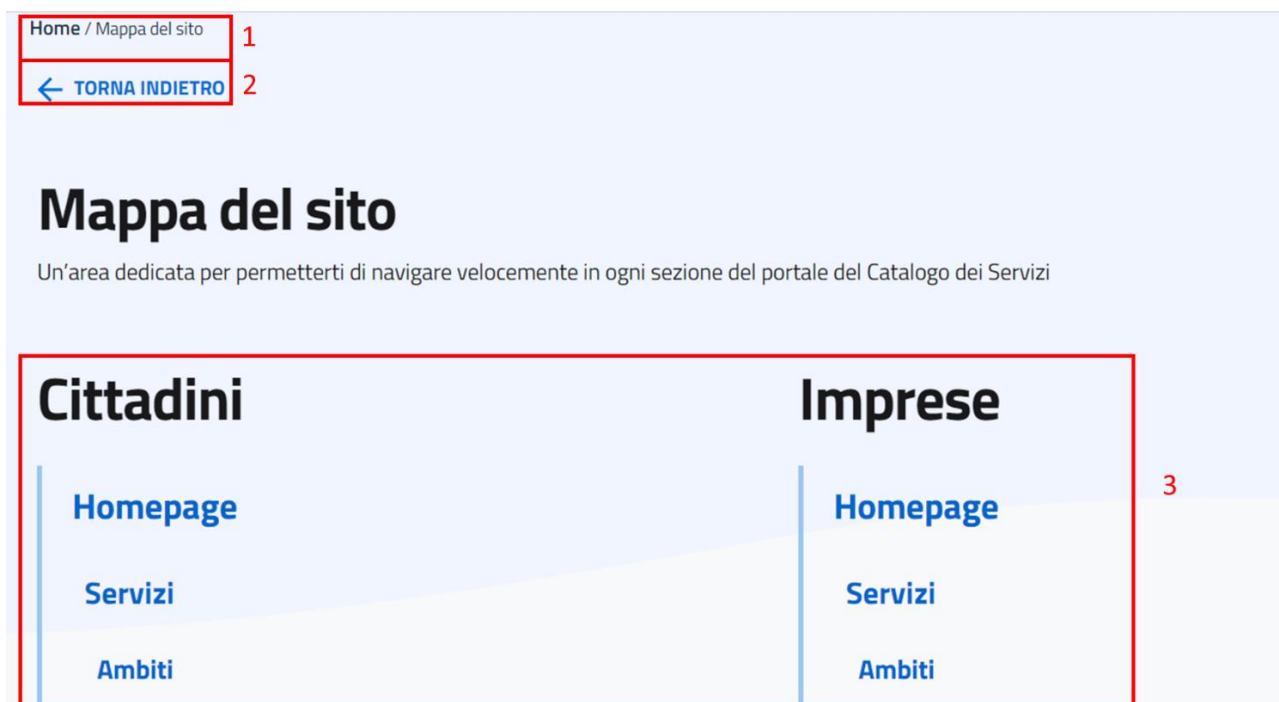 Home / Mappa del sito 1
← TORNA INDIETRO 2
Mappa del sito
Un’area dedicata per permetterti di navigare velocemente in ogni sezione del portale del Catalogo dei Servizi
Cittadini
Homepage
Servizi
Ambiti
Imprese
Homepage
Servizi
Ambiti
3